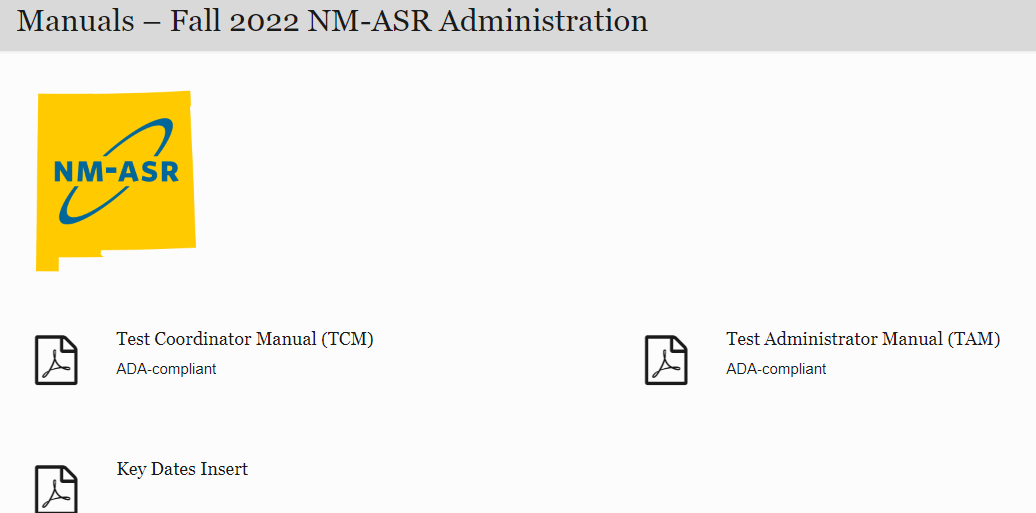 Manuals – Fall 2022 NM-ASR Administration
NM-ASR
Test Coordinator Manual (TCM)
ADA-compliant
Test Administrator Manual (TAM)
ADA-compliant
Key Dates Insert